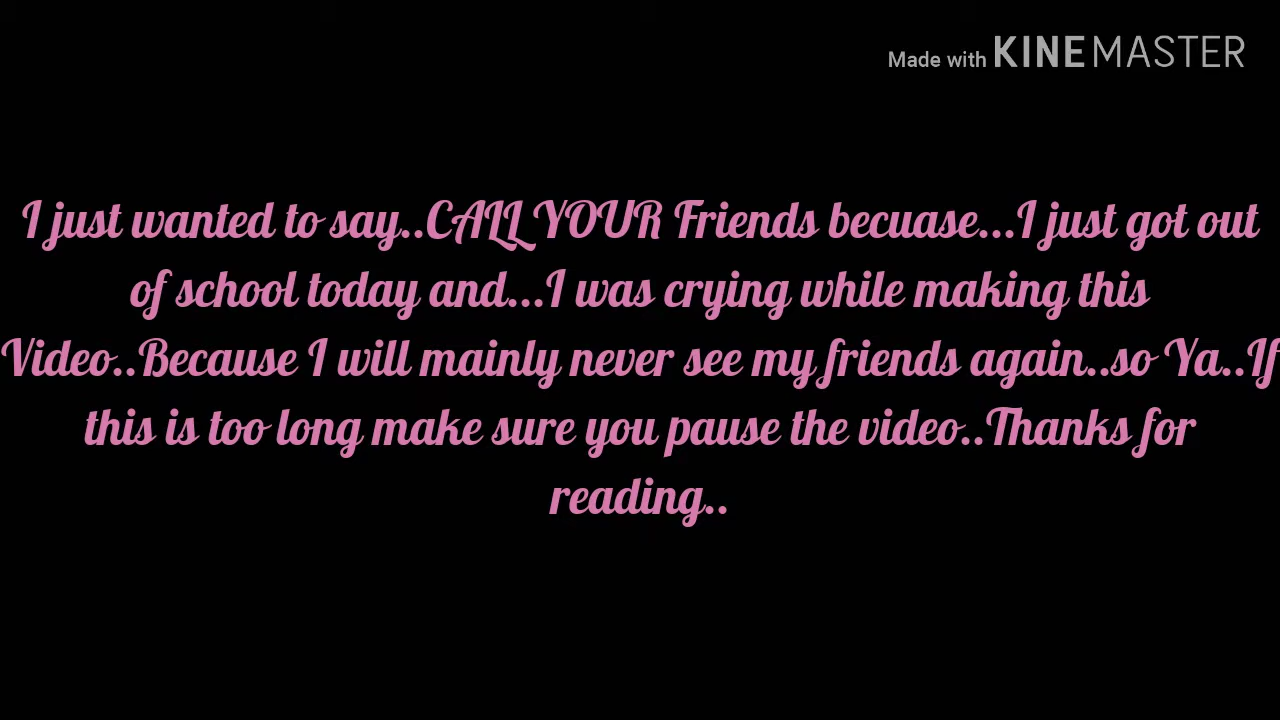 Made with KINEMASTER
I just wanted to say..CALL YOUR Friends becuase...I just got out
of school today and...I was crying while making this
Video..Because I will mainly never see my friends again..so Ya..If
this is too long make sure you pause the video..Thanks for
reading..